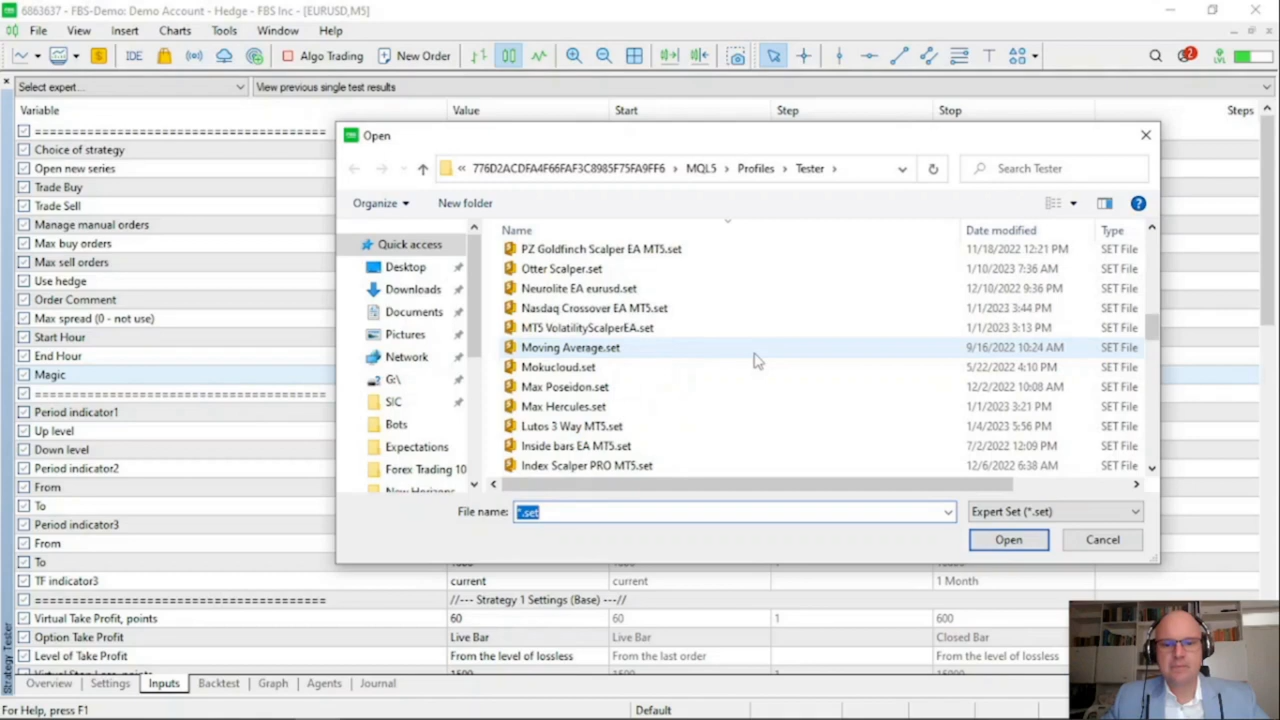 6863637 - FBS-Demo: Demo Account - Hedge - FBS Inc - [EURUSD,M5]
File View Insert Charts Tools Window Help
IDE Algo Trading New Order 2
Select expert... View previous single test results
Variable Value Start Step Stop Steps
===========================================
Choice of strategy
Open new series
Trade Buy
Trade Sell
Manage manual orders
Max buy orders
Max sell orders
Use hedge
Order Comment
Max spread (0 - not use)
Start Hour
End Hour
Magic
===========================================
Period indicator1
Up level
Down level
Period indicator2
From
To
Period indicator3
From
To
TF indicator3 current current 1 Month
=========================================== //--- Strategy 1 Settings (Base) ---//
Virtual Take Profit, points 60 60 1 600
Option Take Profit Live Bar Live Bar Closed Bar
Level of Take Profit From the level of lossless From the last order From the level of lossless
Open
« 776D2ACDFA4F66FAF3C8985F75FA9FF6 > MQL5 > Profiles > Tester > Search Tester
Organize New folder
Quick access
Desktop
Downloads
Documents
Pictures
Network
G:\
SIC
Bots
Expectations
Forex Trading 10
New Horizons
Name Date modified Type
PZ Goldfinch Scalper EA MT5.set 11/18/2022 12:21 PM SET File
Otter Scalper.set 1/10/2023 7:36 AM SET File
Neurolite EA eurusd.set 12/10/2022 9:36 PM SET File
Nasdaq Crossover EA MT5.set 1/1/2023 3:44 PM SET File
MT5 VolatilityScalperEA.set 1/1/2023 3:13 PM SET File
Moving Average.set 9/16/2022 10:24 AM SET File
Mokucloud.set 5/22/2022 4:10 PM SET File
Max Poseidon.set 12/2/2022 10:08 AM SET File
Max Hercules.set 1/1/2023 3:21 PM SET File
Lutos 3 Way MT5.set 1/4/2023 5:56 PM SET File
Inside bars EA MT5.set 7/2/2022 12:09 PM SET File
Index Scalper PRO MT5.set 12/6/2022 6:38 AM SET File
File name: *.set Expert Set (*.set)
Open Cancel
Strategy Tester
Overview Settings Inputs Backtest Graph Agents Journal
For Help, press F1 Default